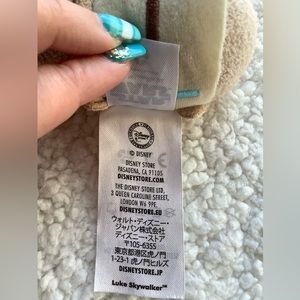 © DISNEY
DISNEY STORE
PASADENA, CA 91105
DISNEYSTORE.COM
THE DISNEY STORE LTD,
3 QUEEN CAROLINE STREET,
LONDON W6 9PE.
DISNEYSTORE.EU
ウォルト・ディズニー・
ジャパン株式会社
ディズニー・ストア
〒105-6355
東京都港区虎ノ門
1-23-1 虎ノ門ヒルズ
DISNEYSTORE.JP
Luke Skywalker™